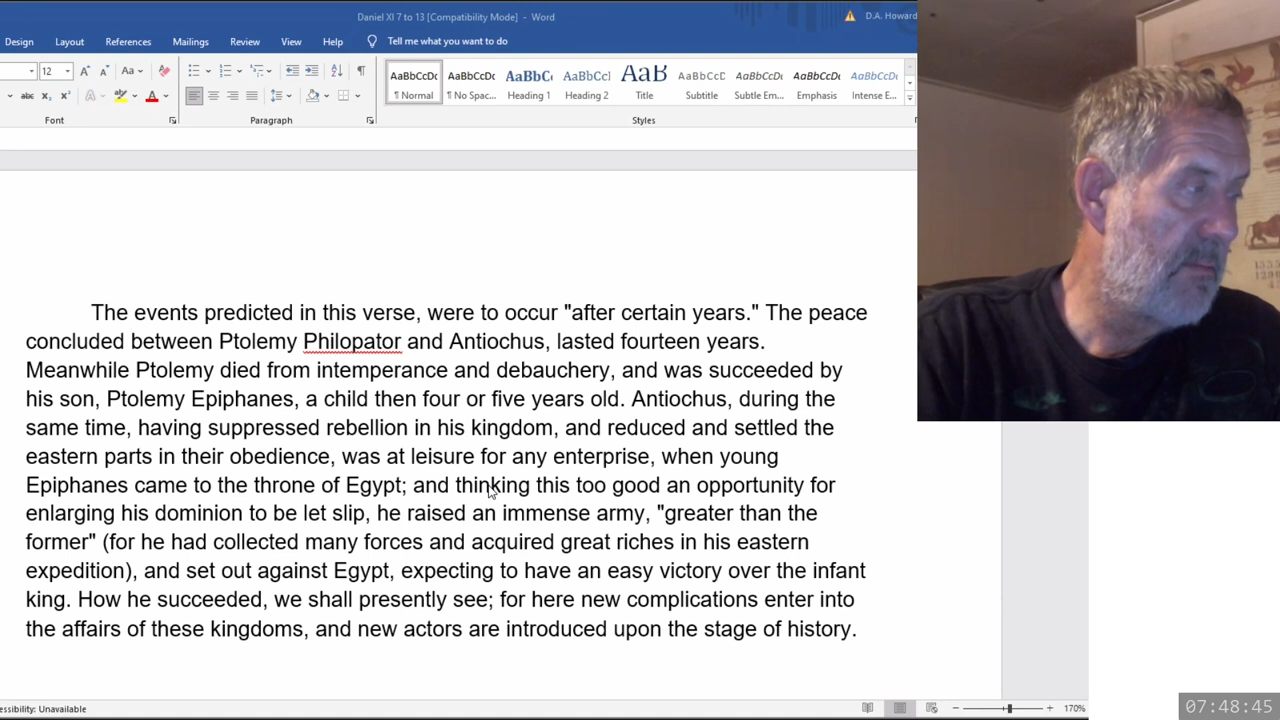 Daniel XI 7 to 13 [Compatibility Mode] - Word
D.A. Howard
Design Layout References Mailings Review View Help Tell me what you want to do
12 Aa
AaBbCcDc AaBbCcDc AaBbC AaBbCcD AaB AaBbCcD AaBbCcDc AaBbCcDc AaBbCcDc
¶ Normal ¶ No Spac... Heading 1 Heading 2 Title Subtitle Subtle Em... Emphasis Intense E...
Font Paragraph Styles
The events predicted in this verse, were to occur "after certain years." The peace
concluded between Ptolemy Philopator and Antiochus, lasted fourteen years.
Meanwhile Ptolemy died from intemperance and debauchery, and was succeeded by
his son, Ptolemy Epiphanes, a child then four or five years old. Antiochus, during the
same time, having suppressed rebellion in his kingdom, and reduced and settled the
eastern parts in their obedience, was at leisure for any enterprise, when young
Epiphanes came to the throne of Egypt; and thinking this too good an opportunity for
enlarging his dominion to be let slip, he raised an immense army, "greater than the
former" (for he had collected many forces and acquired great riches in his eastern
expedition), and set out against Egypt, expecting to have an easy victory over the infant
king. How he succeeded, we shall presently see; for here new complications enter into
the affairs of these kingdoms, and new actors are introduced upon the stage of history.
essibility: Unavailable
170%
07:48:45